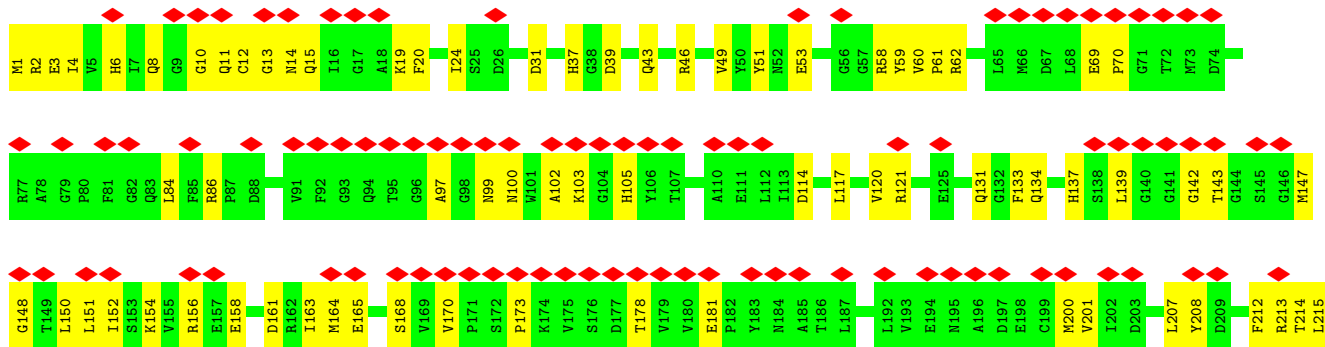 M1 R2 E3 I4 V5 H6 I7 Q8 G9 G10 Q11 C12 G13 N14 Q15 I16 G17 A18 K19 F20 I24 S25 D26 D31 H37 G38 D39 Q43 R46 V49 Y50 Y51 N52 E53 G56 G57 R58 Y59 V60 P61 R62 L65 M66 D67 L68 E69 P70 G71 T72 M73 D74
R77 A78 G79 P80 F81 G82 Q83 L84 F85 R86 P87 D88 V91 F92 G93 Q94 T95 G96 A97 G98 N99 N100 W101 A102 K103 G104 H105 Y106 T107 A110 E111 L112 I113 D114 L117 V120 R121 E125 Q131 G132 F133 Q134 H137 S138 L139 G140 G141 G142 T143 G144 S145 G146 M147
G148 T149 L150 L151 I152 S153 K154 V155 R156 E157 E158 D161 R162 I163 M164 E165 S168 V169 V170 P171 S172 P173 K174 V175 S176 D177 T178 V179 V180 E181 P182 Y183 N184 A185 T186 L187 L192 V193 E194 N195 A196 D197 E198 C199 M200 V201 I202 D203 L207 Y208 D209 F212 R213 T214 L215